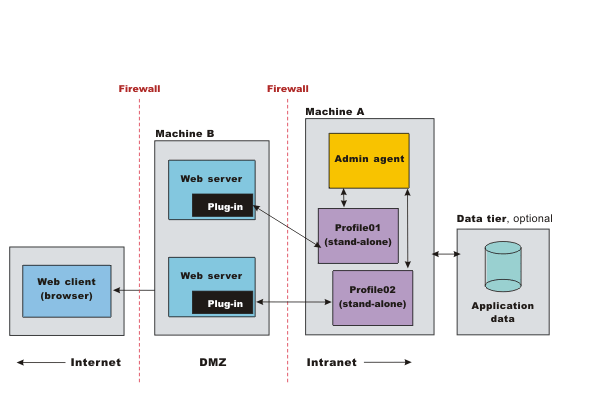 Firewall
Firewall
Machine A
Machine B
Admin agent
Web server
Plug-in
Data tier, optional
Profile01
(stand-alone)
Web server
Plug-in
Web client
(browser)
Profile02
(stand-alone)
Application
data
Internet
DMZ
Intranet